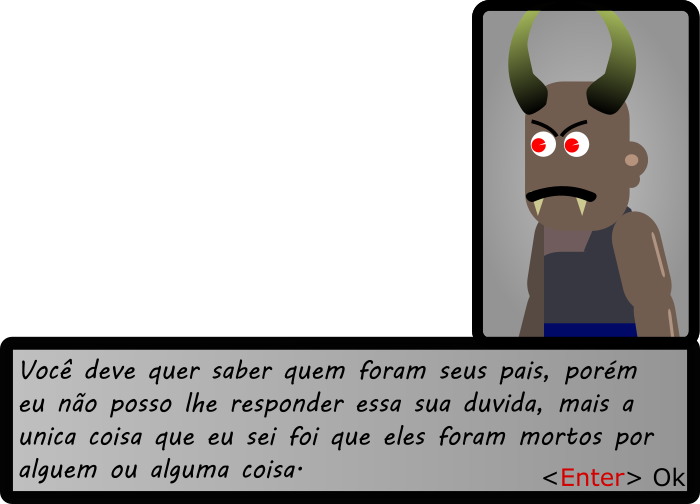 Você deve quer saber quem foram seus pais, porém
eu não posso lhe responder essa sua duvida, mais a
unica coisa que eu sei foi que eles foram mortos por
alguem ou alguma coisa.
<Enter> Ok